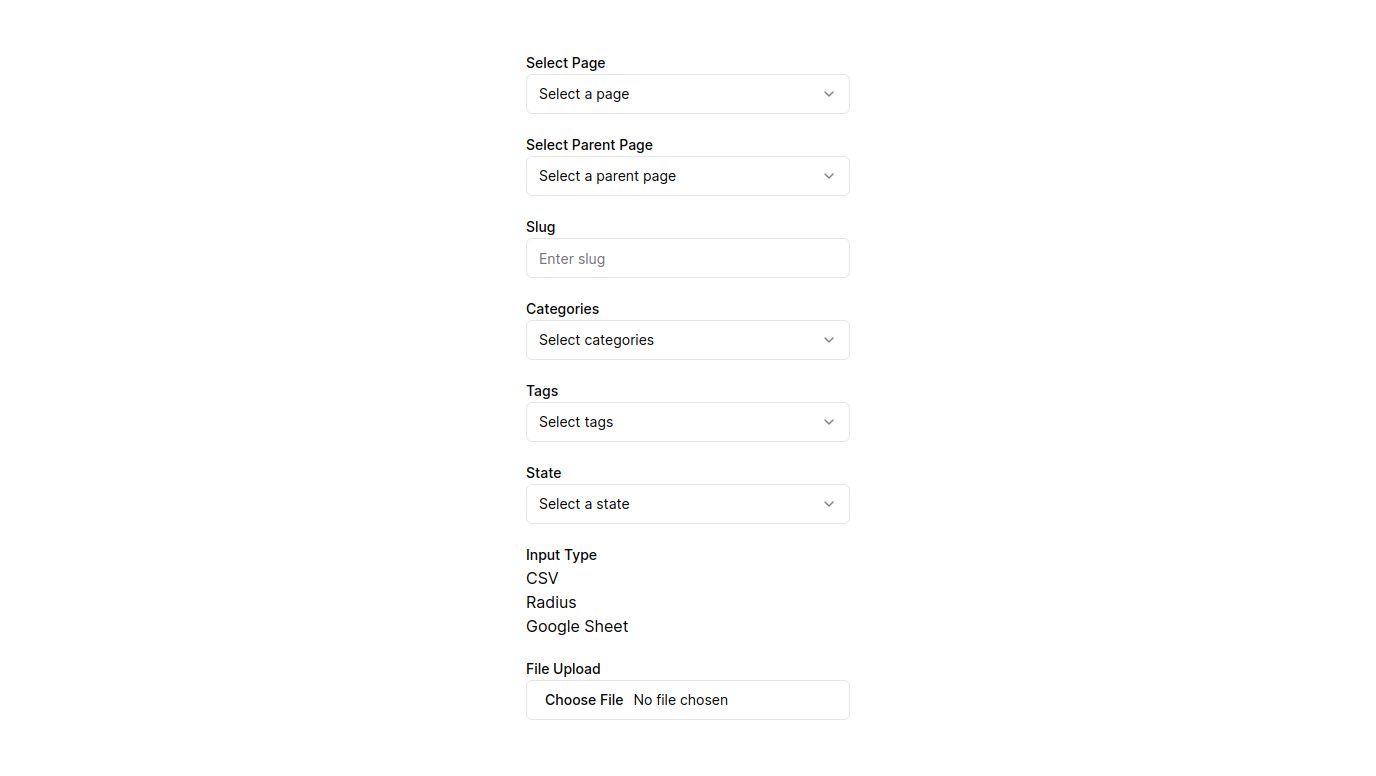 Select Page
Select a page
Select Parent Page
Select a parent page
Slug
Enter slug
Categories
Select categories
Tags
Select tags
State
Select a state
Input Type
CSV
Radius
Google Sheet
File Upload
Choose File No file chosen